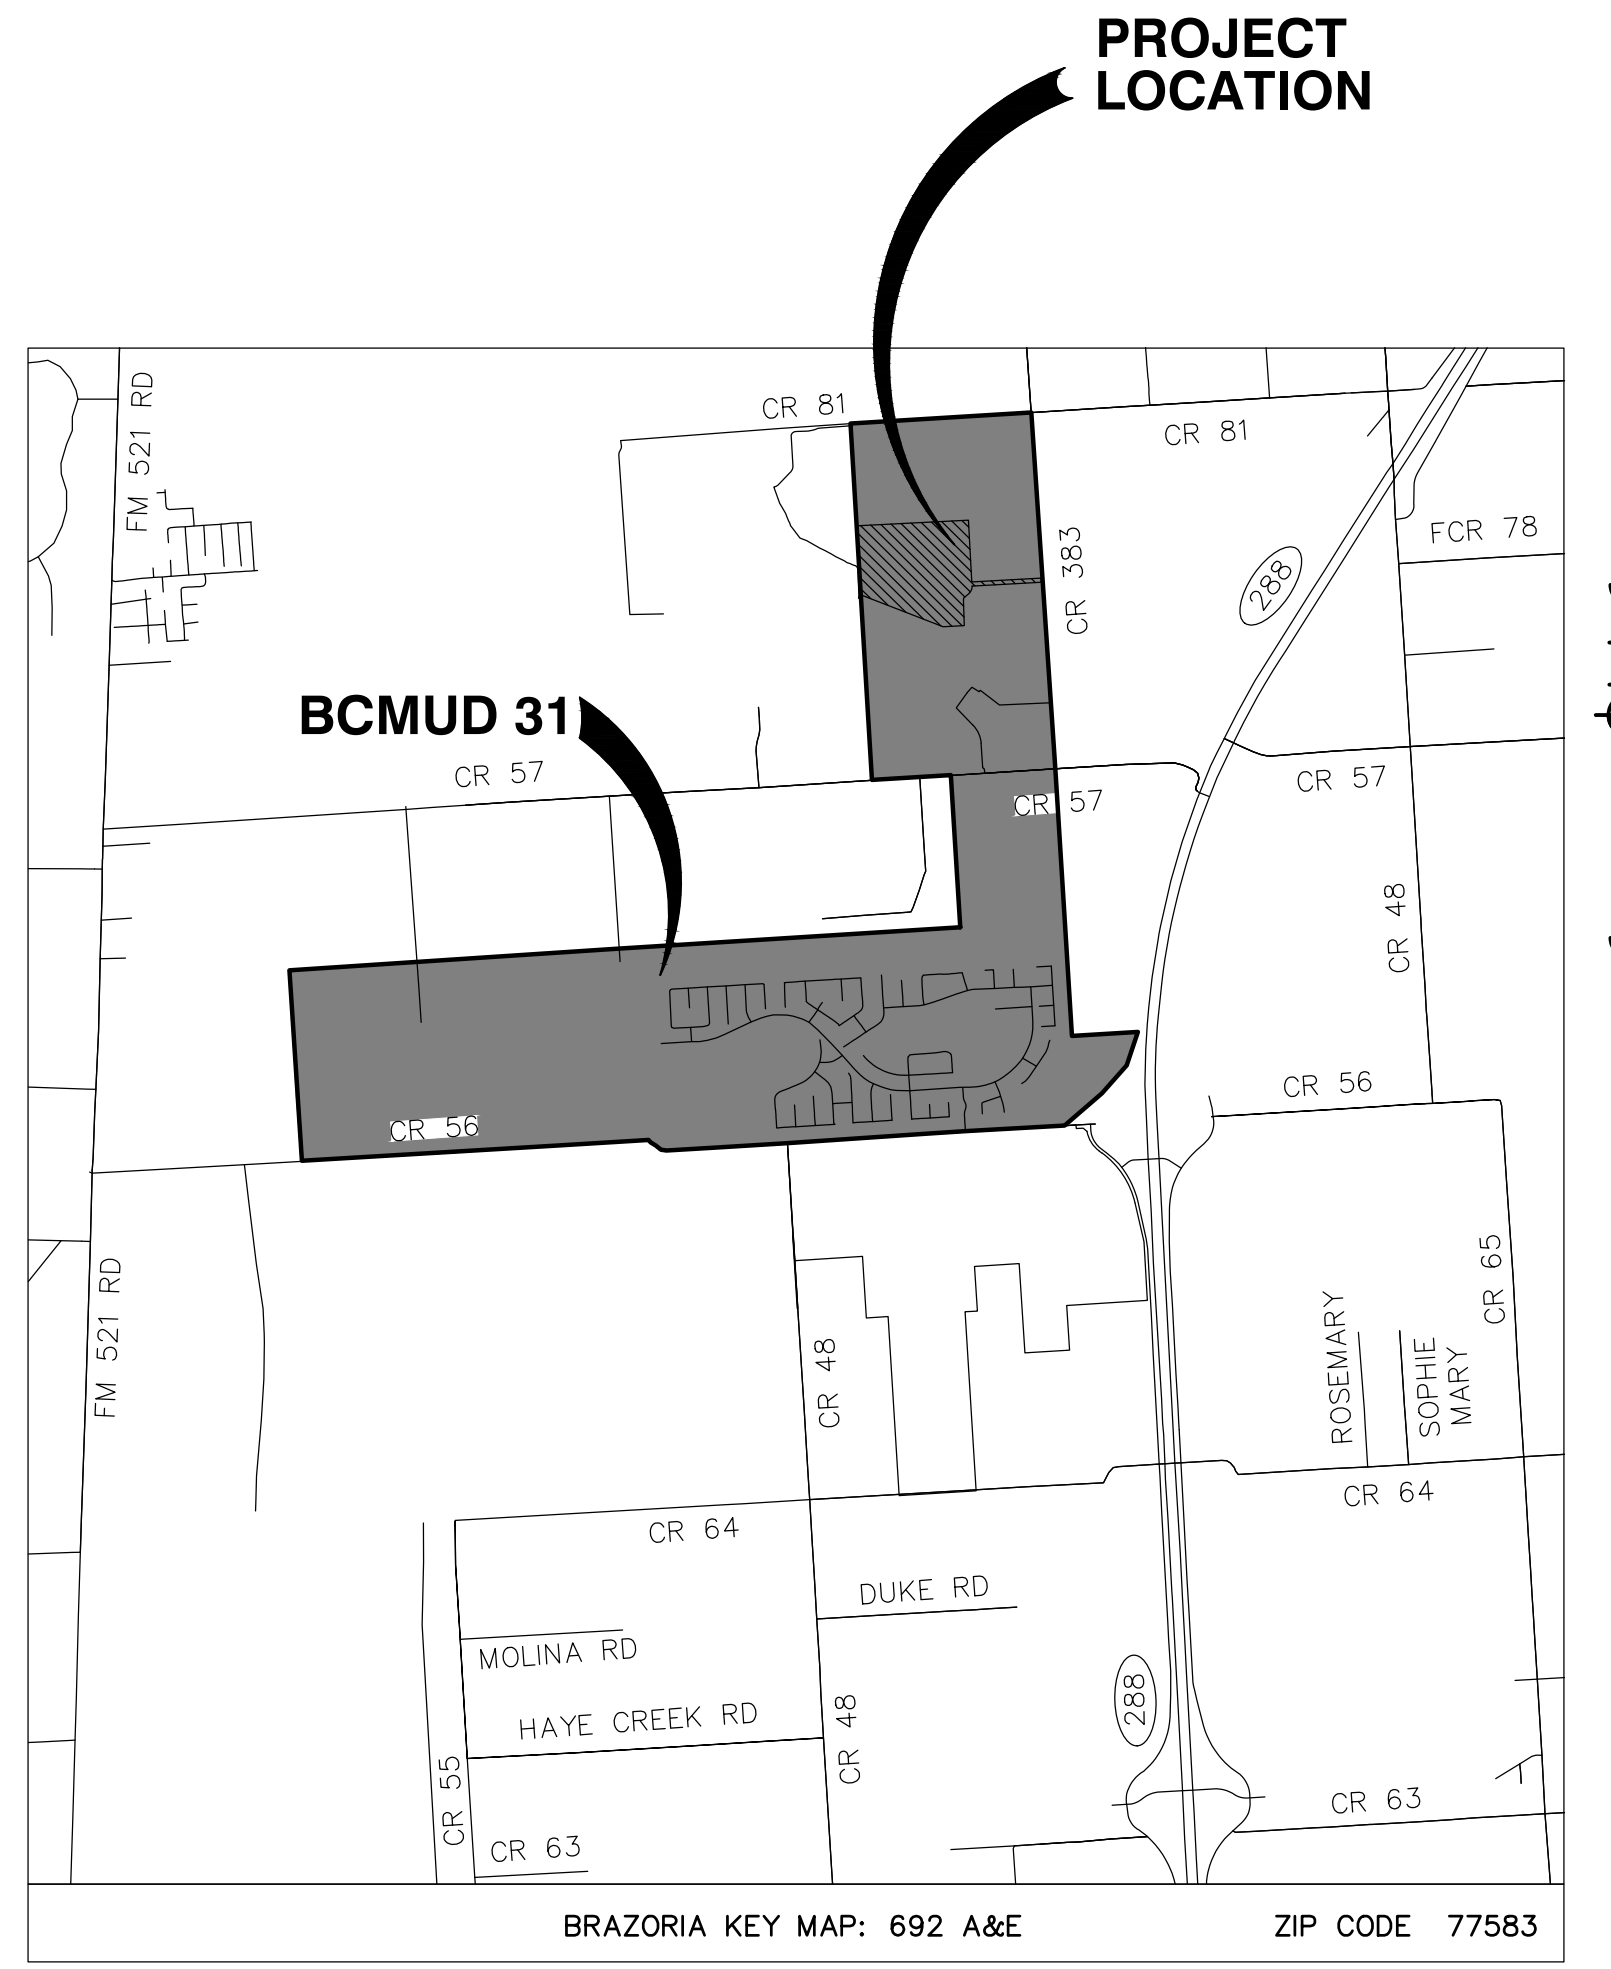 PROJECT
LOCATION
FM 521 RD
CR 81
CR 81
FCR 78
CR 383
288
BCMUD 31
CR 57
CR 57
CR 57
CR 48
CR 56
CR 56
FM 521 RD
CR 65
ROSEMARY
SOPHIE
MARY
CR 48
CR 64
CR 64
DUKE RD
MOLINA RD
HAYE CREEK RD
CR 48
288
CR 55
CR 63
CR 63
BRAZORIA KEY MAP: 692 A&E
ZIP CODE 77583